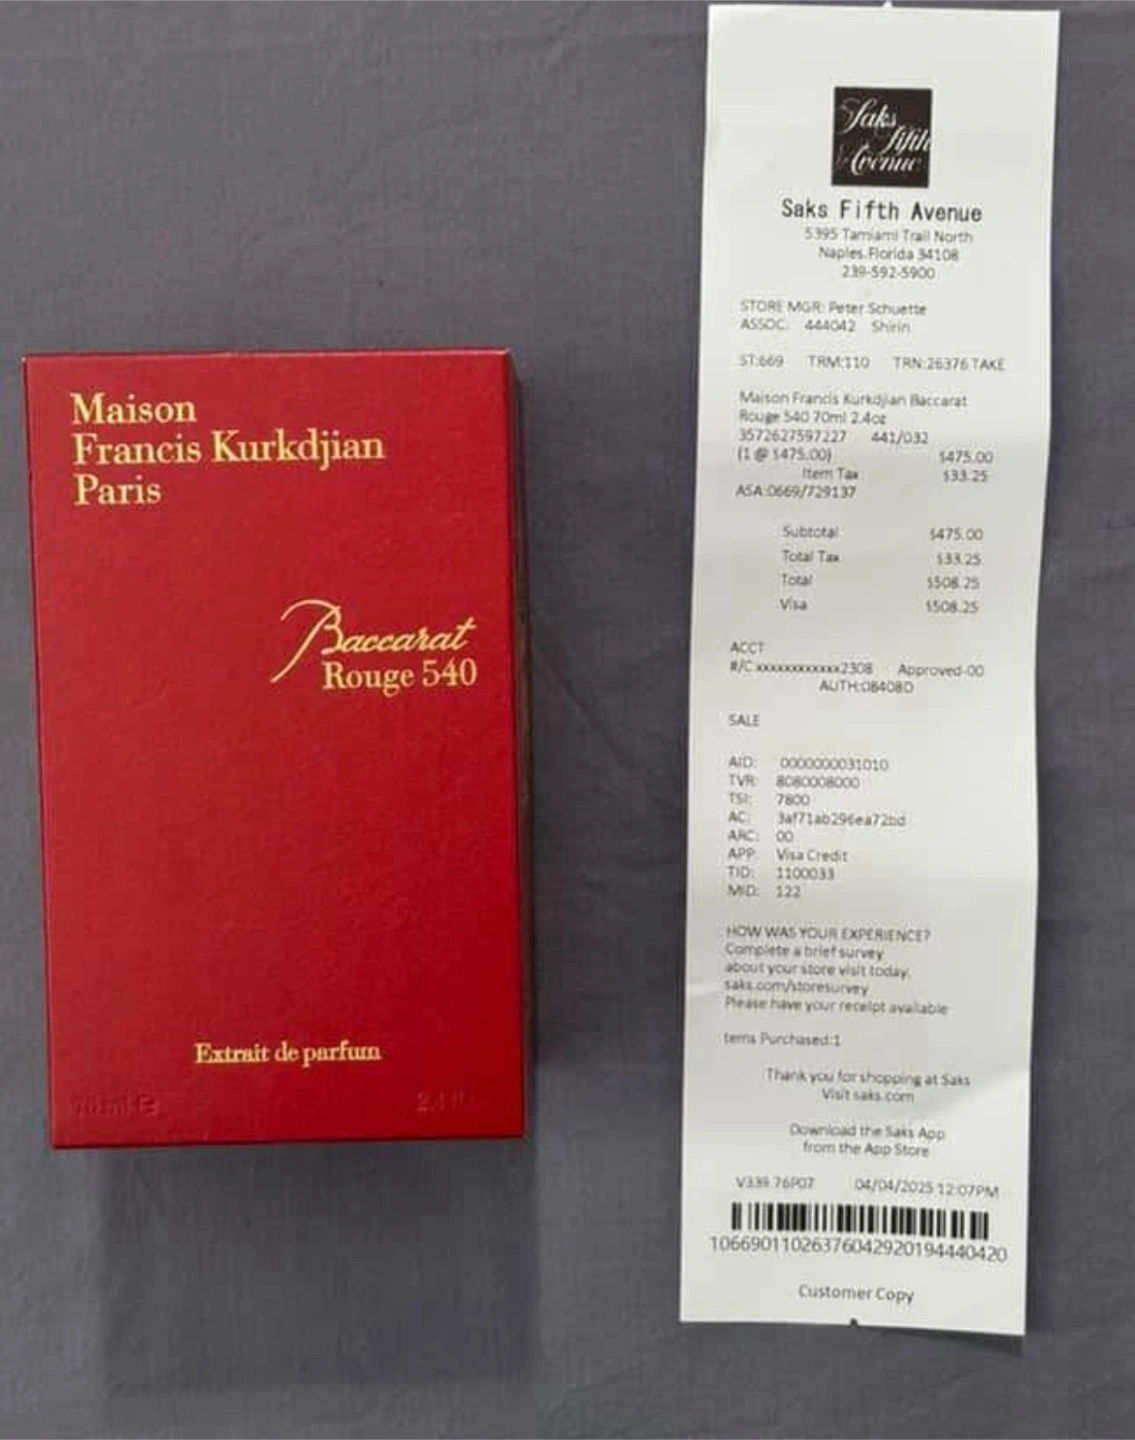 Maison
Francis Kurkdjian
Paris
Baccarat
Rouge 540
Extrait de parfum
Saks
fifth
Avenue
Saks Fifth Avenue
5395 Tamiami Trail North
Naples.Florida 34108
239-592-5900
STORE MGR: Peter Schuette
ASSOC: 444042 Shirin
ST:669 TRM:110 TRN:26376 TAKE
Maison Francis Kurkdjian Baccarat
Rouge 540 70ml 2.4oz
3572627597227 441/032
(1 @ $475.00) $475.00
Item Tax $33.25
ASA:0669/729137
Subtotal $475.00
Total Tax $33.25
Total $508.25
Visa $508.25
ACCT
#/C xxxxxxxxxxxx2308 Approved-00
AUTH:08408D
SALE
AID: 0000000031010
TVR: 8080008000
TSI: 7800
AC: 3af71ab296ea72bd
ARC: 00
APP: Visa Credit
TID: 1100033
MID: 122
HOW WAS YOUR EXPERIENCE?
Complete a brief survey
about your store visit today.
saks.com/storesurvey
Please have your receipt available
tems Purchased:1
Thank you for shopping at Saks
Visit saks.com
Download the Saks App
from the App Store
V339.76P07 04/04/2025 12:07PM
10669011026376042920194440420
Customer Copy